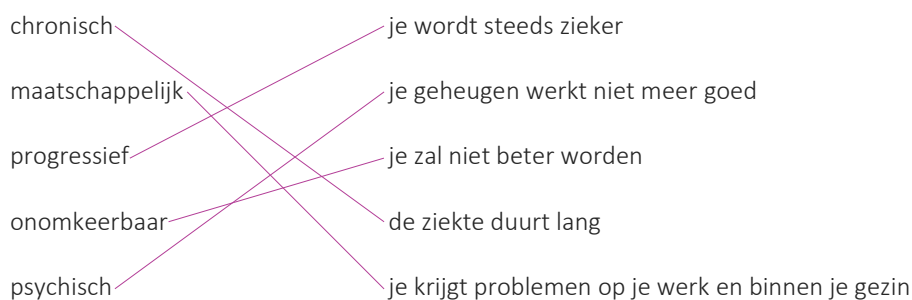 chronisch je wordt steeds zieker
maatschappelijk je geheugen werkt niet meer goed
progressief je zal niet beter worden
onomkeerbaar de ziekte duurt lang
psychisch je krijgt problemen op je werk en binnen je gezin